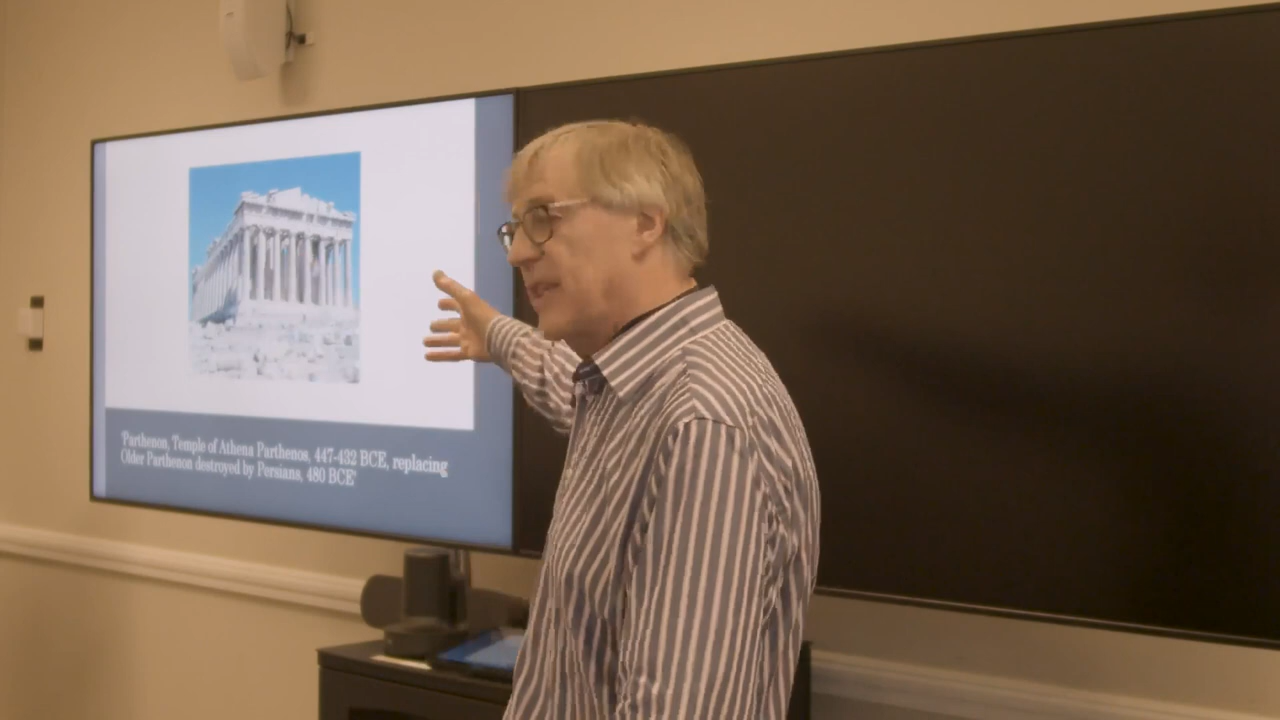 'Parthenon, Temple of Athena Parthenos, 447-432 BCE, replacing
Older Parthenon destroyed by Persians, 480 BCE'